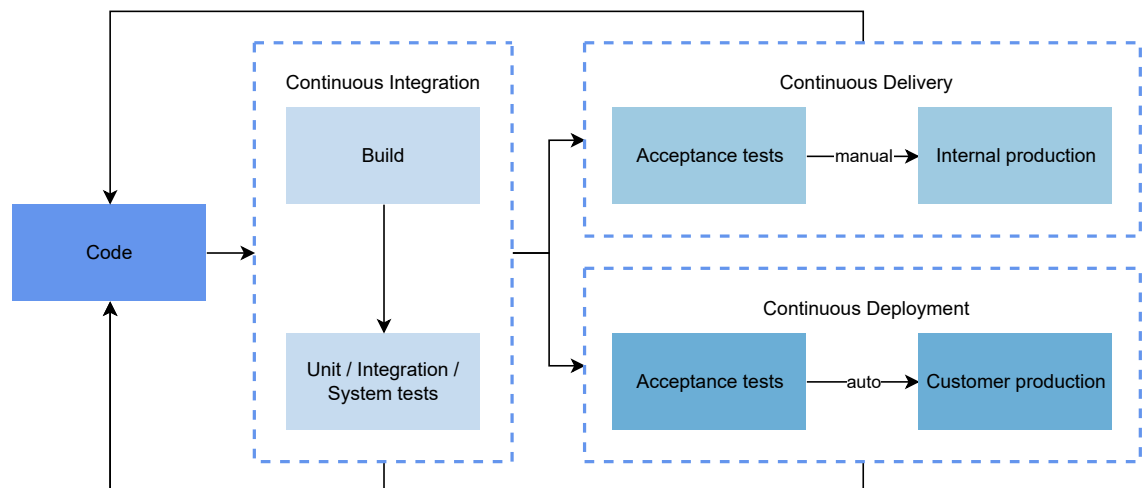 Continuous Integration
Continuous Delivery
Build
Acceptance tests
manual
Internal production
Code
Continuous Deployment
Unit / Integration /
System tests
Acceptance tests
auto
Customer production